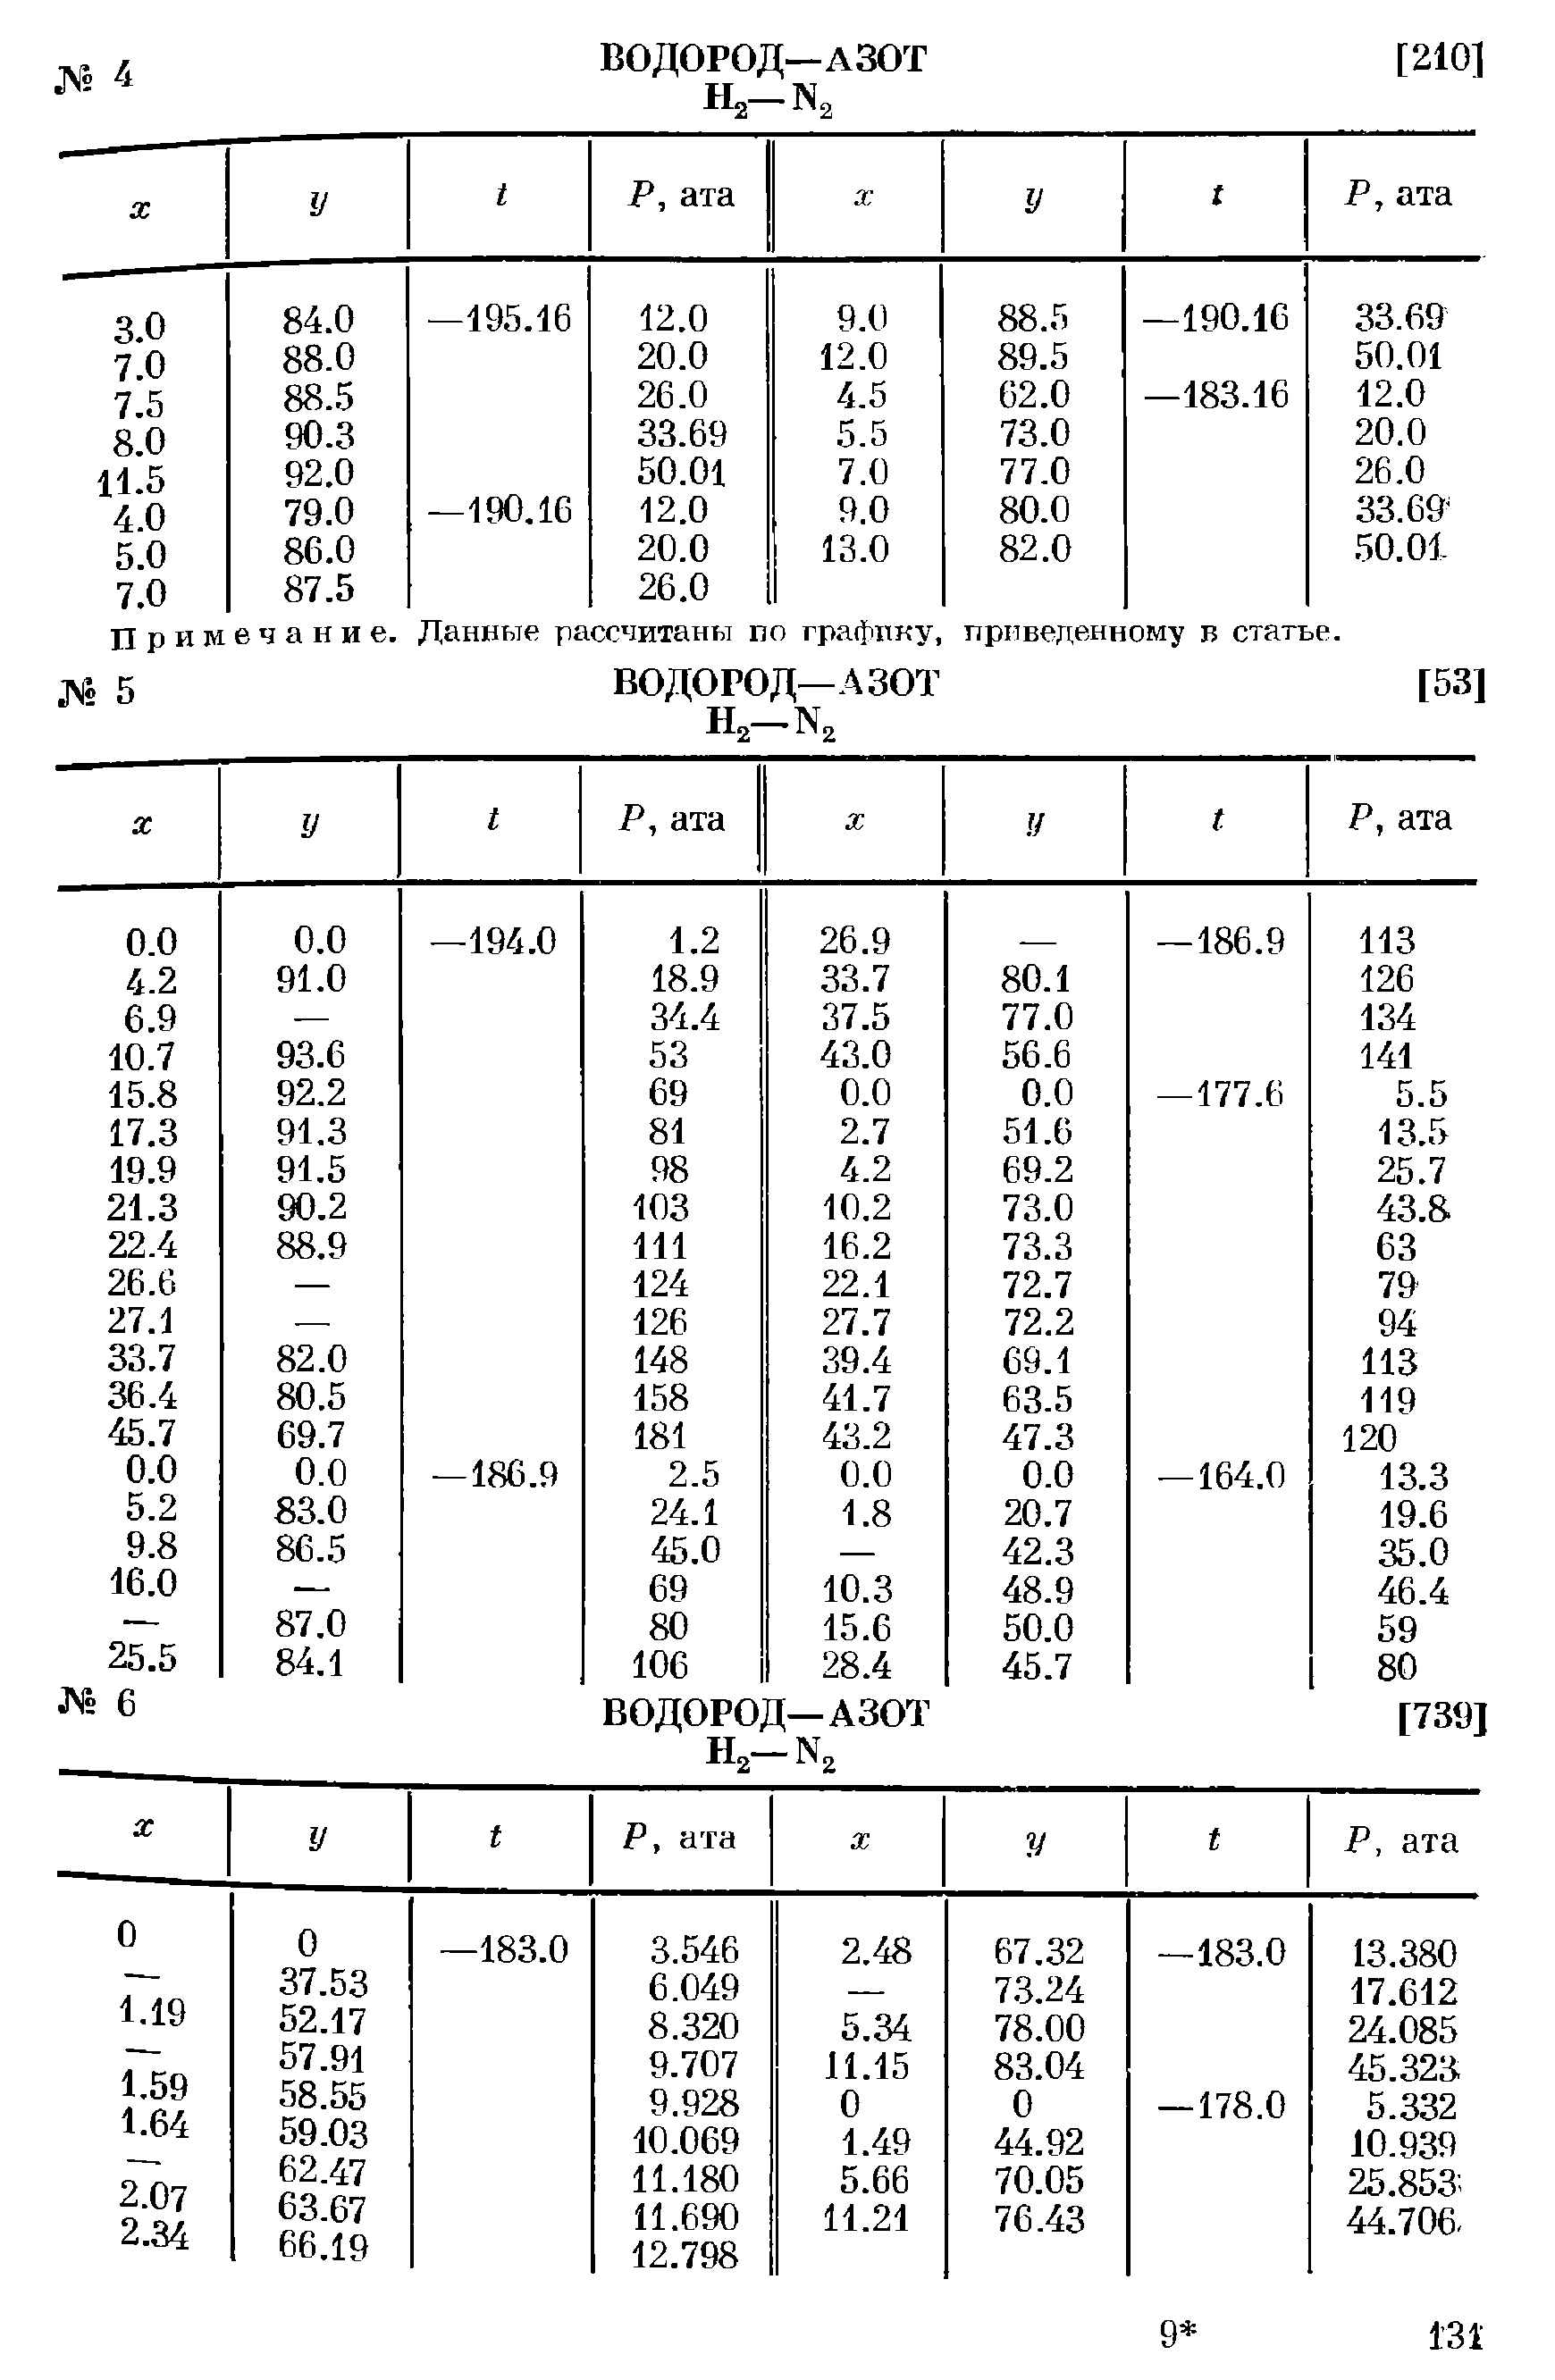 № 4 ВОДОРОД—АЗОТ [210]
H₂—N₂
x y t P, ата x y t P, ата
3.0 84.0 —195.16 12.0 9.0 88.5 —190.16 33.69
7.0 88.0 20.0 12.0 89.5 50.01
7.5 88.5 26.0 4.5 62.0 —183.16 12.0
8.0 90.3 33.69 5.5 73.0 20.0
11.5 92.0 50.01 7.0 77.0 26.0
4.0 79.0 —190.16 12.0 9.0 80.0 33.69
5.0 86.0 20.0 13.0 82.0 50.01
7.0 87.5 26.0
Примечание. Данные рассчитаны по графику, приведенному в статье.
№ 5 ВОДОРОД—АЗОТ [53]
H₂—N₂
x y t P, ата x y t P, ата
0.0 0.0 —194.0 1.2 26.9 — —186.9 113
4.2 91.0 18.9 33.7 80.1 126
6.9 — 34.4 37.5 77.0 134
10.7 93.6 53 43.0 56.6 141
15.8 92.2 69 0.0 0.0 —177.6 5.5
17.3 91.3 81 2.7 51.6 13.5
19.9 91.5 98 4.2 69.2 25.7
21.3 90.2 103 10.2 73.0 43.8
22.4 88.9 111 16.2 73.3 63
26.6 — 124 22.1 72.7 79
27.1 — 126 27.7 72.2 94
33.7 82.0 148 39.4 69.1 113
36.4 80.5 158 41.7 63.5 119
45.7 69.7 181 43.2 47.3 120
0.0 0.0 —186.9 2.5 0.0 0.0 —164.0 13.3
5.2 83.0 24.1 1.8 20.7 19.6
9.8 86.5 45.0 — 42.3 35.0
16.0 — 69 10.3 48.9 46.4
— 87.0 80 15.6 50.0 59
25.5 84.1 106 28.4 45.7 80
№ 6 ВОДОРОД—АЗОТ [739]
H₂—N₂
x y t P, ата x y t P, ата
0 0 —183.0 3.546 2.48 67.32 —183.0 13.380
— 37.53 6.049 — 73.24 17.612
1.19 52.17 8.320 5.34 78.00 24.085
— 57.91 9.707 11.15 83.04 45.323
1.59 58.55 9.928 0 0 —178.0 5.332
1.64 59.03 10.069 1.49 44.92 10.939
— 62.47 11.180 5.66 70.05 25.853
2.07 63.67 11.690 11.21 76.43 44.706
2.34 66.19 12.798
9* 131